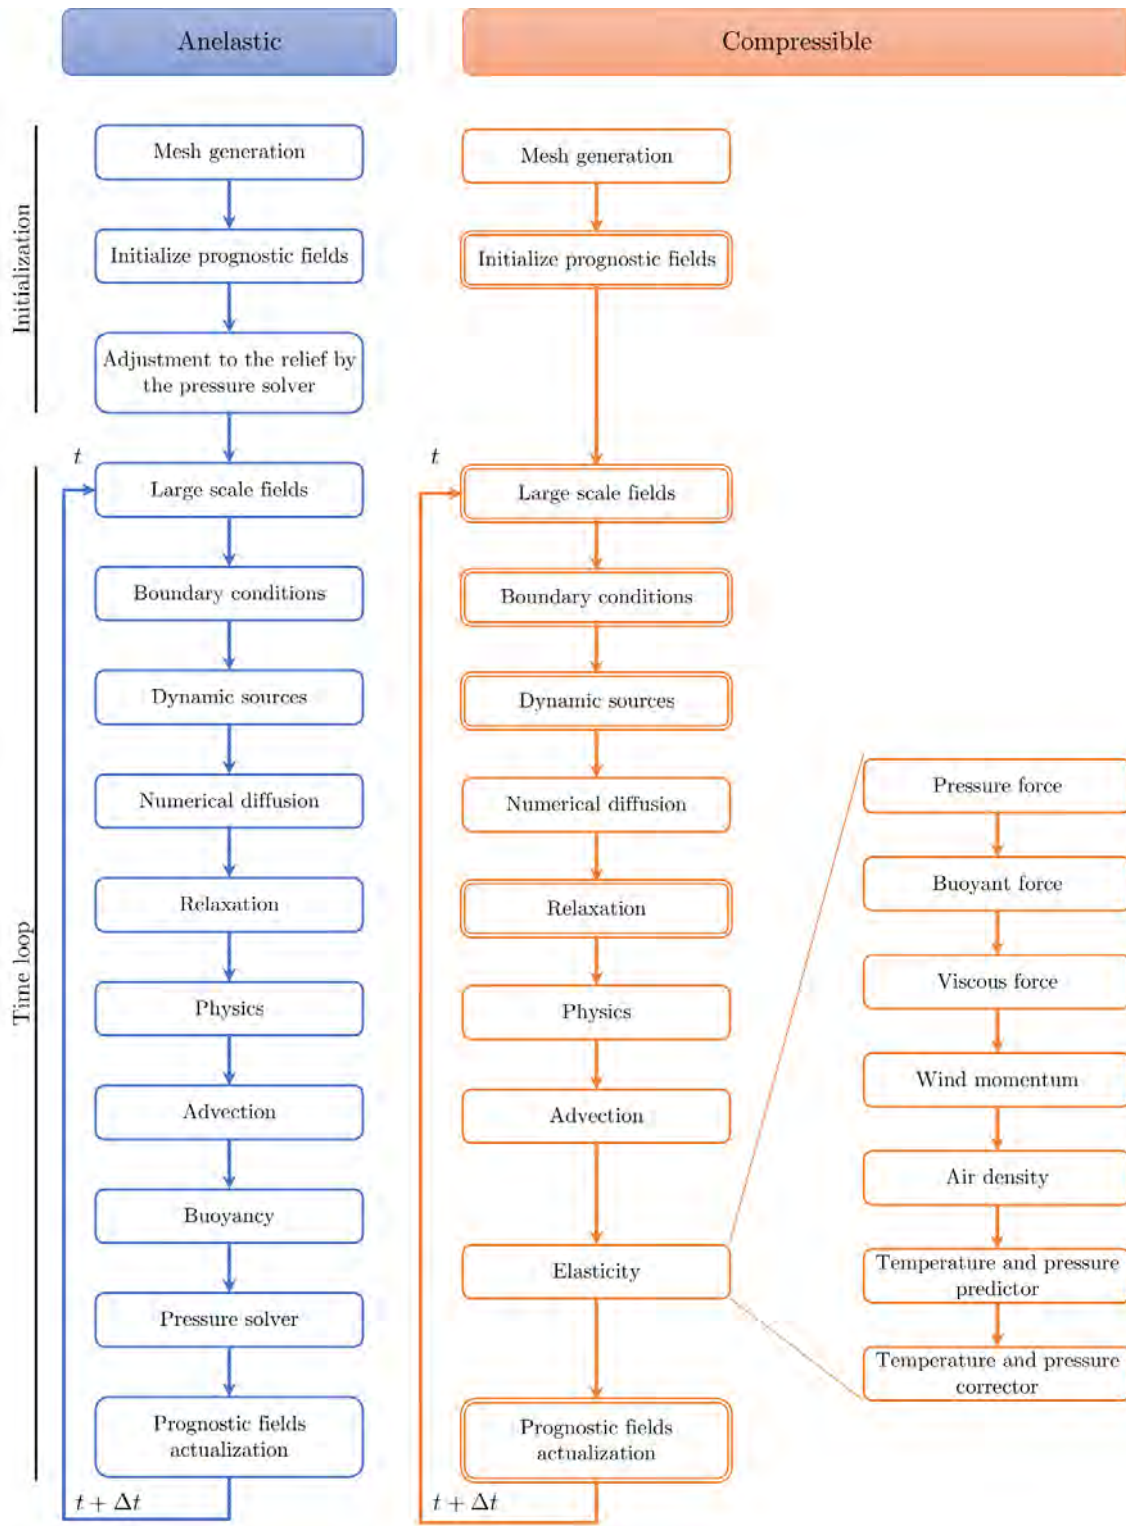 Anelastic
Compressible
Initialization
Mesh generation
Initialize prognostic fields
Adjustment to the relief by
the pressure solver
Time loop
t
Large scale fields
Boundary conditions
Dynamic sources
Numerical diffusion
Relaxation
Physics
Advection
Buoyancy
Pressure solver
Prognostic fields
actualization
t + Δt
Mesh generation
Initialize prognostic fields
t
Large scale fields
Boundary conditions
Dynamic sources
Numerical diffusion
Relaxation
Physics
Advection
Elasticity
Prognostic fields
actualization
t + Δt
Pressure force
Buoyant force
Viscous force
Wind momentum
Air density
Temperature and pressure
predictor
Temperature and pressure
corrector